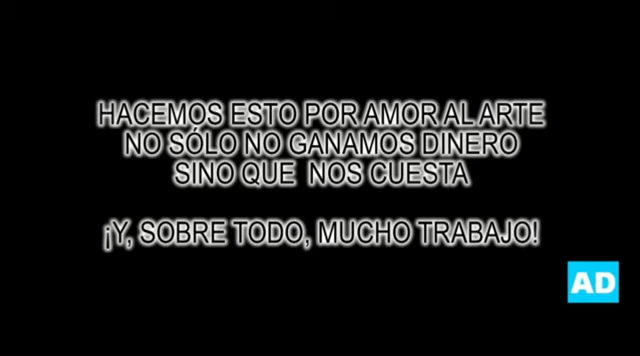 HACEMOS ESTO POR AMOR AL ARTE
NO SÓLO NO GANAMOS DINERO
SINO QUE NOS CUESTA
¡Y, SOBRE TODO, MUCHO TRABAJO!
AD